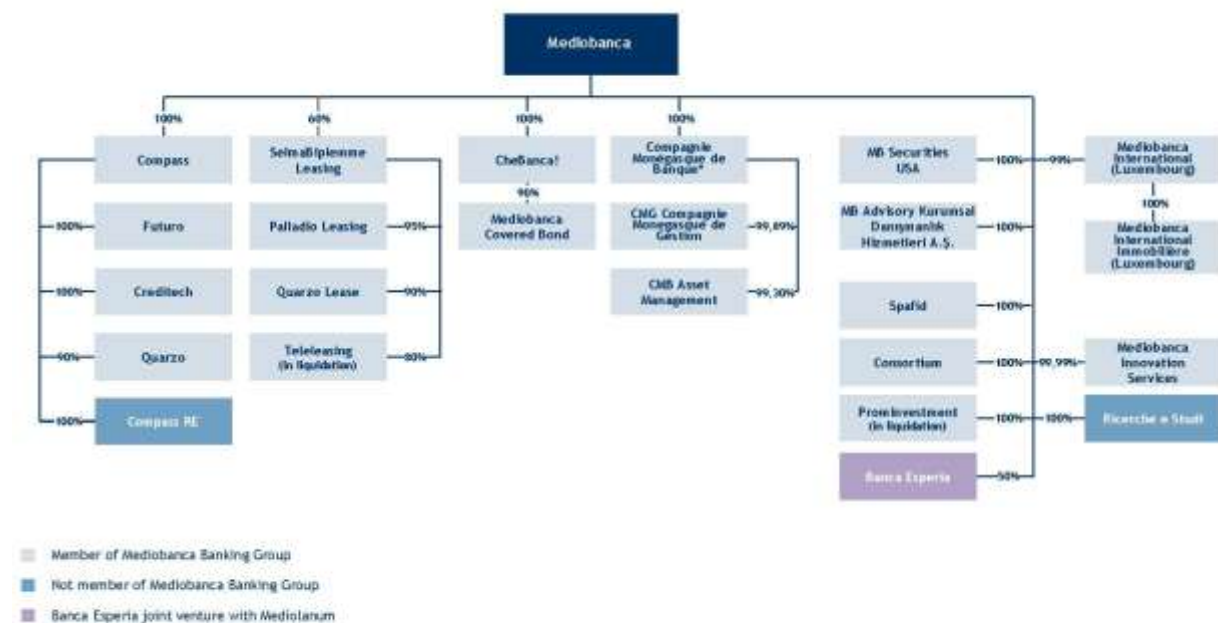 Mediobanca
100%
60%
100%
100%
Compass
SelmaBipiemme
Leasing
CheBanca!
Compagnie
Monégasque de
Banque*
MB Securities
USA
100%
99%
Mediobanca
International
(Luxembourg)
90%
100%
100%
Futuro
Palladio Leasing
95%
Mediobanca
Covered Bond
CMG Compagnie
Monegasque de
Gestion
99,89%
MB Advisory Kurumsal
Danışmanlık
Hizmetleri A.Ş.
100%
Mediobanca
International
Immobilière
(Luxembourg)
100%
Creditech
Quarzo Lease
90%
CMB Asset
Management
99,30%
Spafid
100%
90%
Quarzo
Teleleasing
(in liquidation)
80%
Consortium
100%
99,99%
Mediobanca
Innovation
Services
100%
Compass RE
Prominvestment
(in liquidation)
100%
100%
Ricerche e Studi
Banca Esperia
50%
Member of Mediobanca Banking Group
Not member of Mediobanca Banking Group
Banca Esperia joint venture with Mediolanum